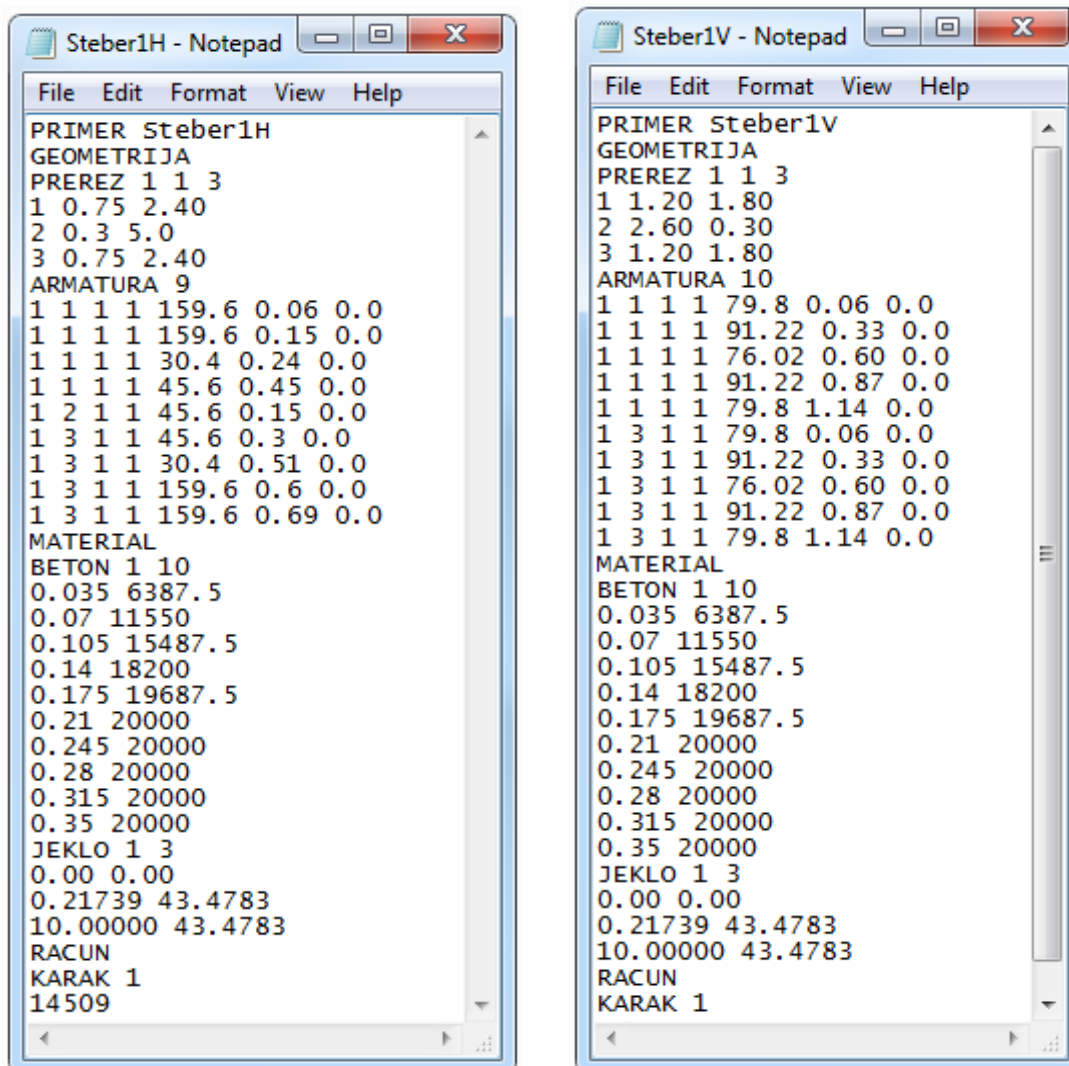 Steber1H - Notepad
File Edit Format View Help
PRIMER Steber1H
GEOMETRIJA
PREREZ 1 1 3
1 0.75 2.40
2 0.3 5.0
3 0.75 2.40
ARMATURA 9
1 1 1 1 159.6 0.06 0.0
1 1 1 1 159.6 0.15 0.0
1 1 1 1 30.4 0.24 0.0
1 1 1 1 45.6 0.45 0.0
1 2 1 1 45.6 0.15 0.0
1 3 1 1 45.6 0.3 0.0
1 3 1 1 30.4 0.51 0.0
1 3 1 1 159.6 0.6 0.0
1 3 1 1 159.6 0.69 0.0
MATERIAL
BETON 1 10
0.035 6387.5
0.07 11550
0.105 15487.5
0.14 18200
0.175 19687.5
0.21 20000
0.245 20000
0.28 20000
0.315 20000
0.35 20000
JEKLO 1 3
0.00 0.00
0.21739 43.4783
10.00000 43.4783
RACUN
KARAK 1
14509
Steber1V - Notepad
File Edit Format View Help
PRIMER Steber1V
GEOMETRIJA
PREREZ 1 1 3
1 1.20 1.80
2 2.60 0.30
3 1.20 1.80
ARMATURA 10
1 1 1 1 79.8 0.06 0.0
1 1 1 1 91.22 0.33 0.0
1 1 1 1 76.02 0.60 0.0
1 1 1 1 91.22 0.87 0.0
1 1 1 1 79.8 1.14 0.0
1 3 1 1 79.8 0.06 0.0
1 3 1 1 91.22 0.33 0.0
1 3 1 1 76.02 0.60 0.0
1 3 1 1 91.22 0.87 0.0
1 3 1 1 79.8 1.14 0.0
MATERIAL
BETON 1 10
0.035 6387.5
0.07 11550
0.105 15487.5
0.14 18200
0.175 19687.5
0.21 20000
0.245 20000
0.28 20000
0.315 20000
0.35 20000
JEKLO 1 3
0.00 0.00
0.21739 43.4783
10.00000 43.4783
RACUN
KARAK 1